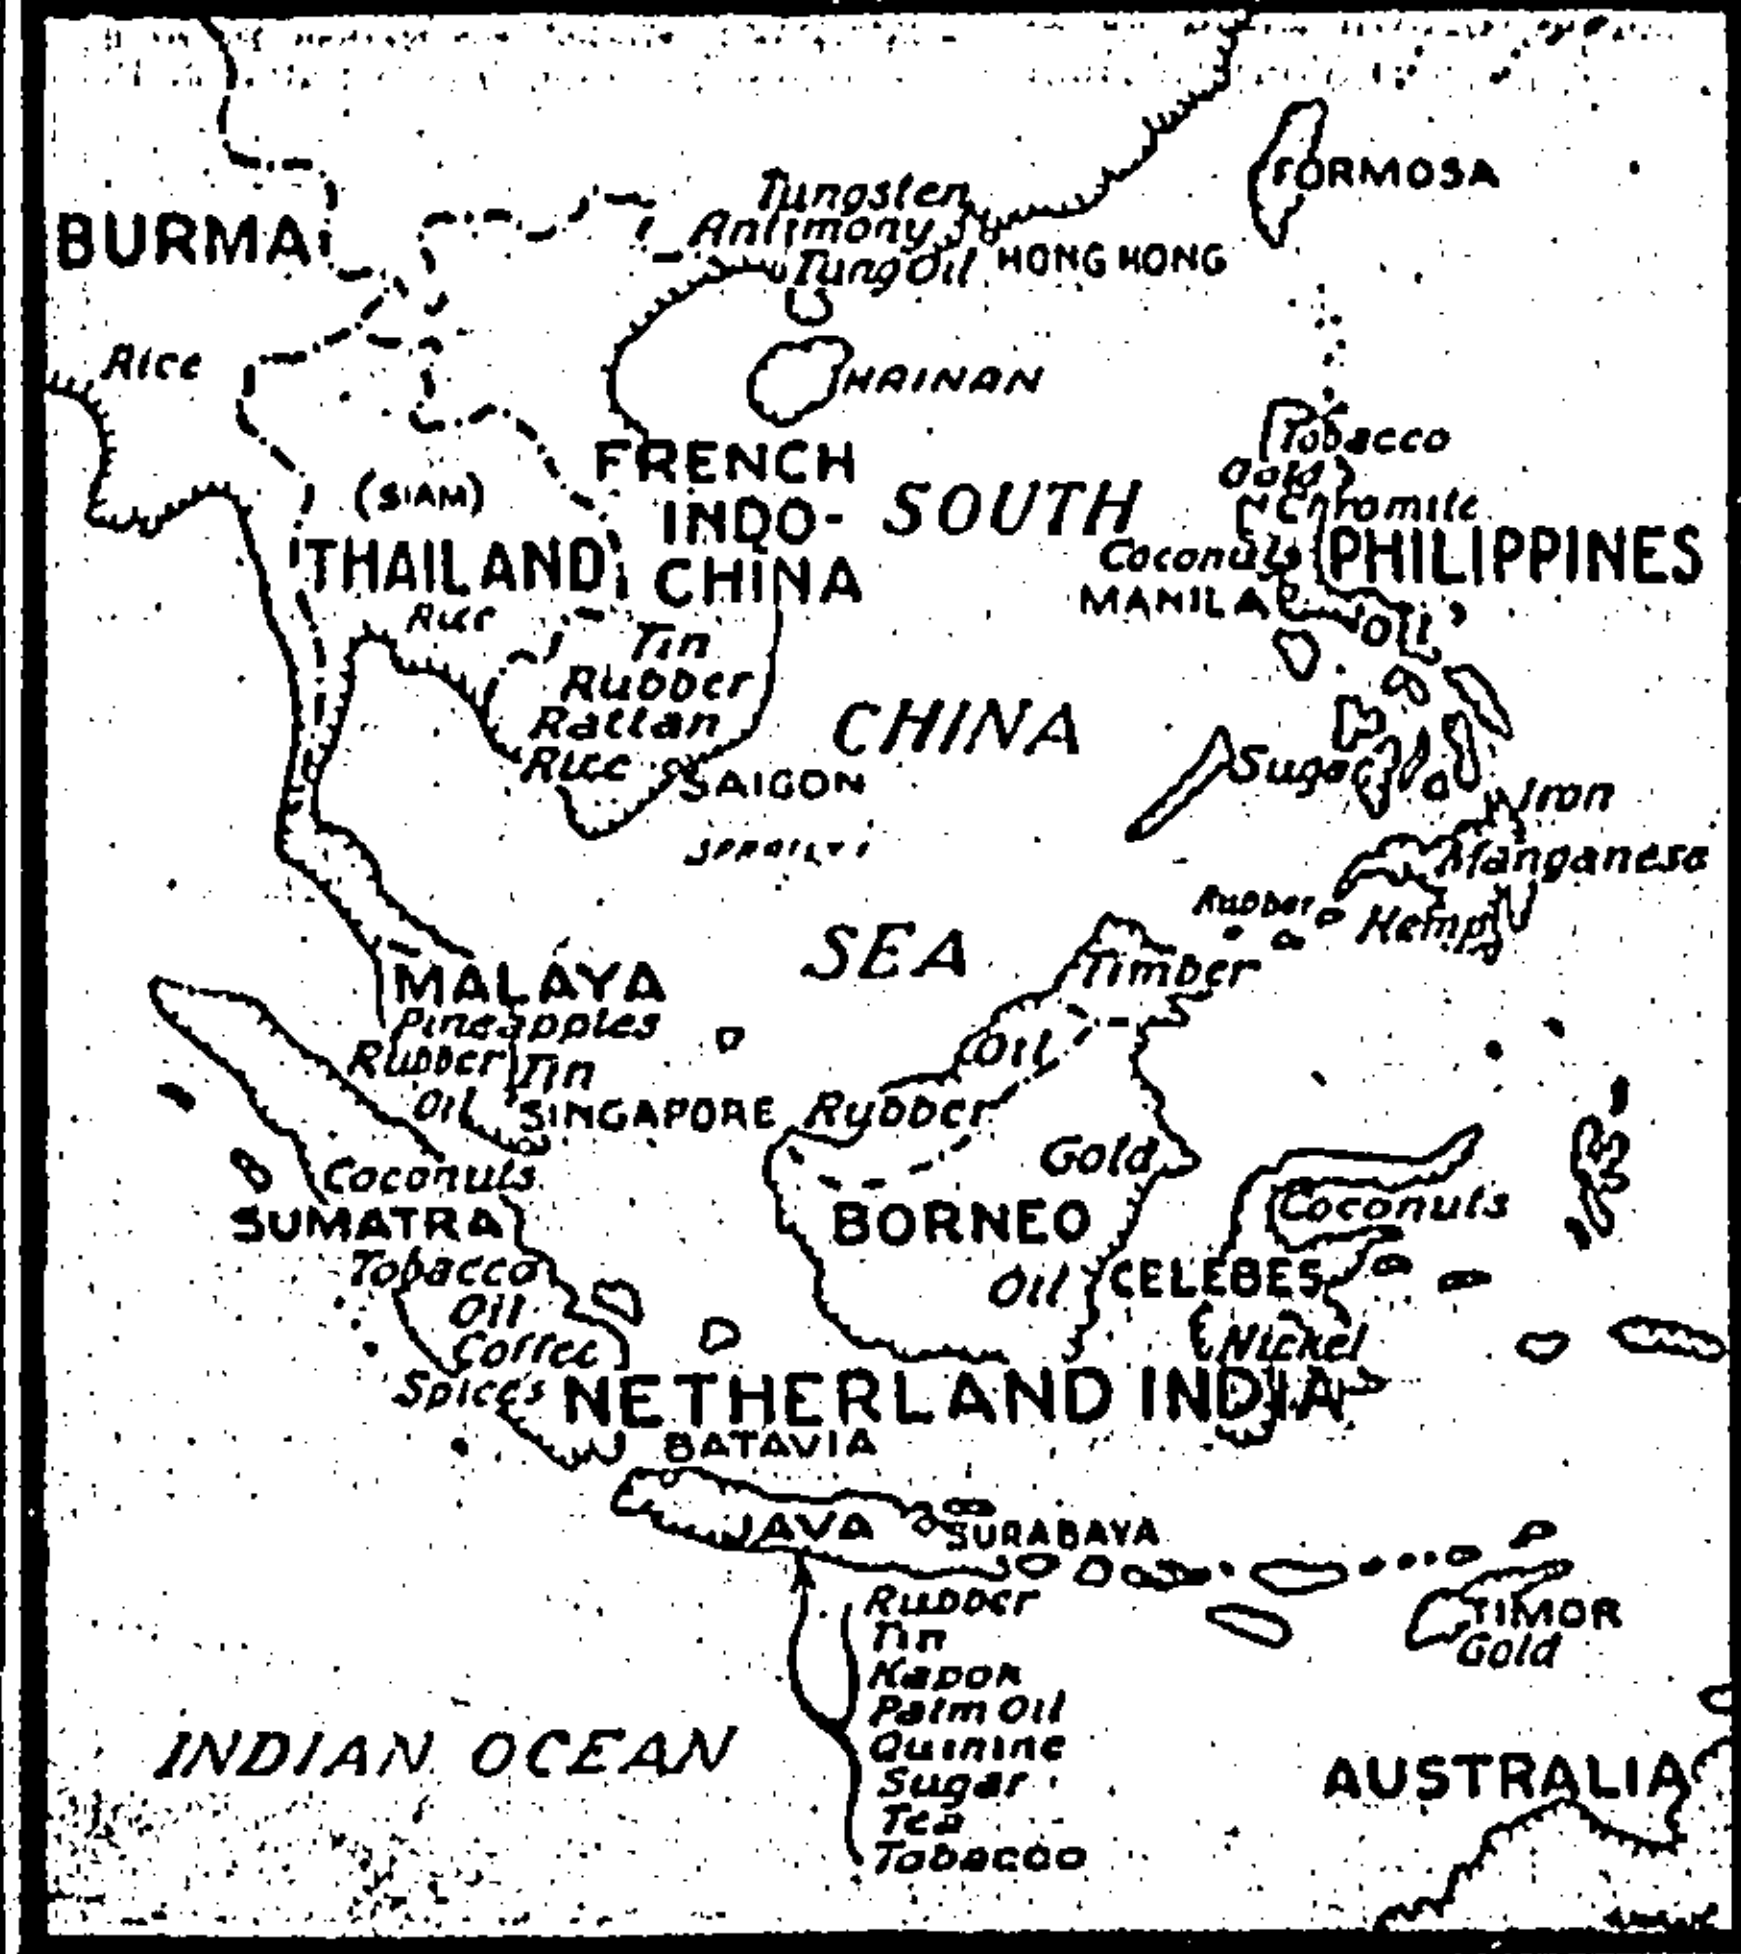 FORMOSA
Tungsten
Antimony
Tung Oil
HONG KONG
BURMA
Rice
HAINAN
Tobacco
Gold
Chromite
Coconuts
PHILIPPINES
MANILA
FRENCH
INDO-
CHINA
(SIAM)
THAILAND
Rice
SOUTH
CHINA
SEA
Tin
Rubber
Rattan
Rice
SAIGON
Sugar
Iron
Manganese
Rubber
Hemp
Timber
MALAYA
Pineapples
Rubber Tin
Oil
SINGAPORE
Oil
Rubber
Gold
BORNEO
Oil
Coconuts
SUMATRA
Tobacco
Oil
Coffee
Spices
Coconuts
CELEBES
Nickel
NETHERLAND INDIA
BATAVIA
JAVA
SURABAYA
Rubber
Tin
Kapok
Palm Oil
Quinine
Sugar
Tea
Tobacco
TIMOR
Gold
INDIAN OCEAN
AUSTRALIA